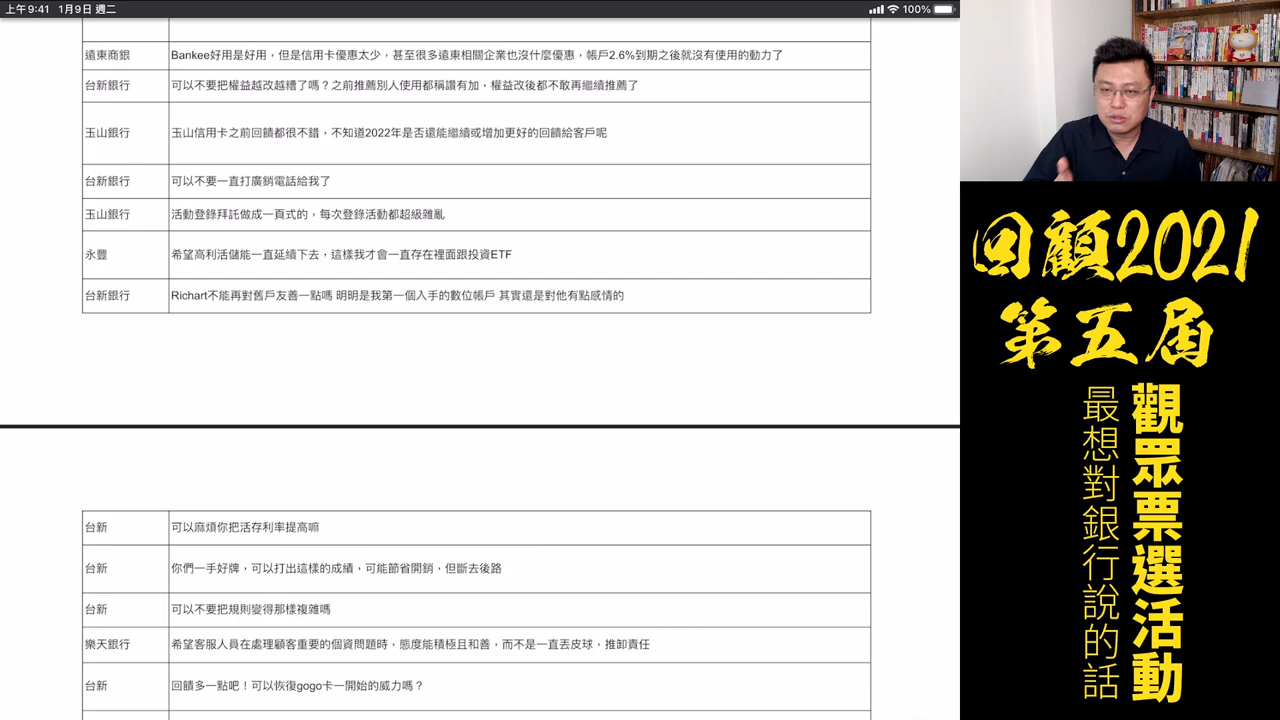 上午9:41 1月9日 週二
100%
遠東商銀 Bankee好用是好用，但是信用卡優惠太少，甚至很多遠東相關企業也沒什麼優惠，帳戶2.6%到期之後就沒有使用的動力了
台新銀行 可以不要把權益越改越糟了嗎？之前推薦別人使用都稱讚有加，權益改後都不敢再繼續推薦了
玉山銀行 玉山信用卡之前回饋都很不錯，不知道2022年是否還能繼續或增加更好的回饋給客戶呢
台新銀行 可以不要一直打廣銷電話給我了
玉山銀行 活動登錄拜託做成一頁式的，每次登錄活動都超級雜亂
永豐 希望高利活儲能一直延續下去，這樣我才會一直存在裡面跟投資ETF
台新銀行 Richart不能再對舊戶友善一點嗎 明明是我第一個入手的數位帳戶 其實還是對他有點感情的
台新 可以麻煩你把活存利率提高嘛
台新 你們一手好牌，可以打出這樣的成績，可能節省開銷，但斷去後路
台新 可以不要把規則變得那樣複雜嗎
樂天銀行 希望客服人員在處理顧客重要的個資問題時，態度能積極且和善，而不是一直丟皮球，推卸責任
台新 回饋多一點吧！可以恢復gogo卡一開始的威力嗎？
回顧2021
第五屆
觀眾票選活動
最想對銀行說的話